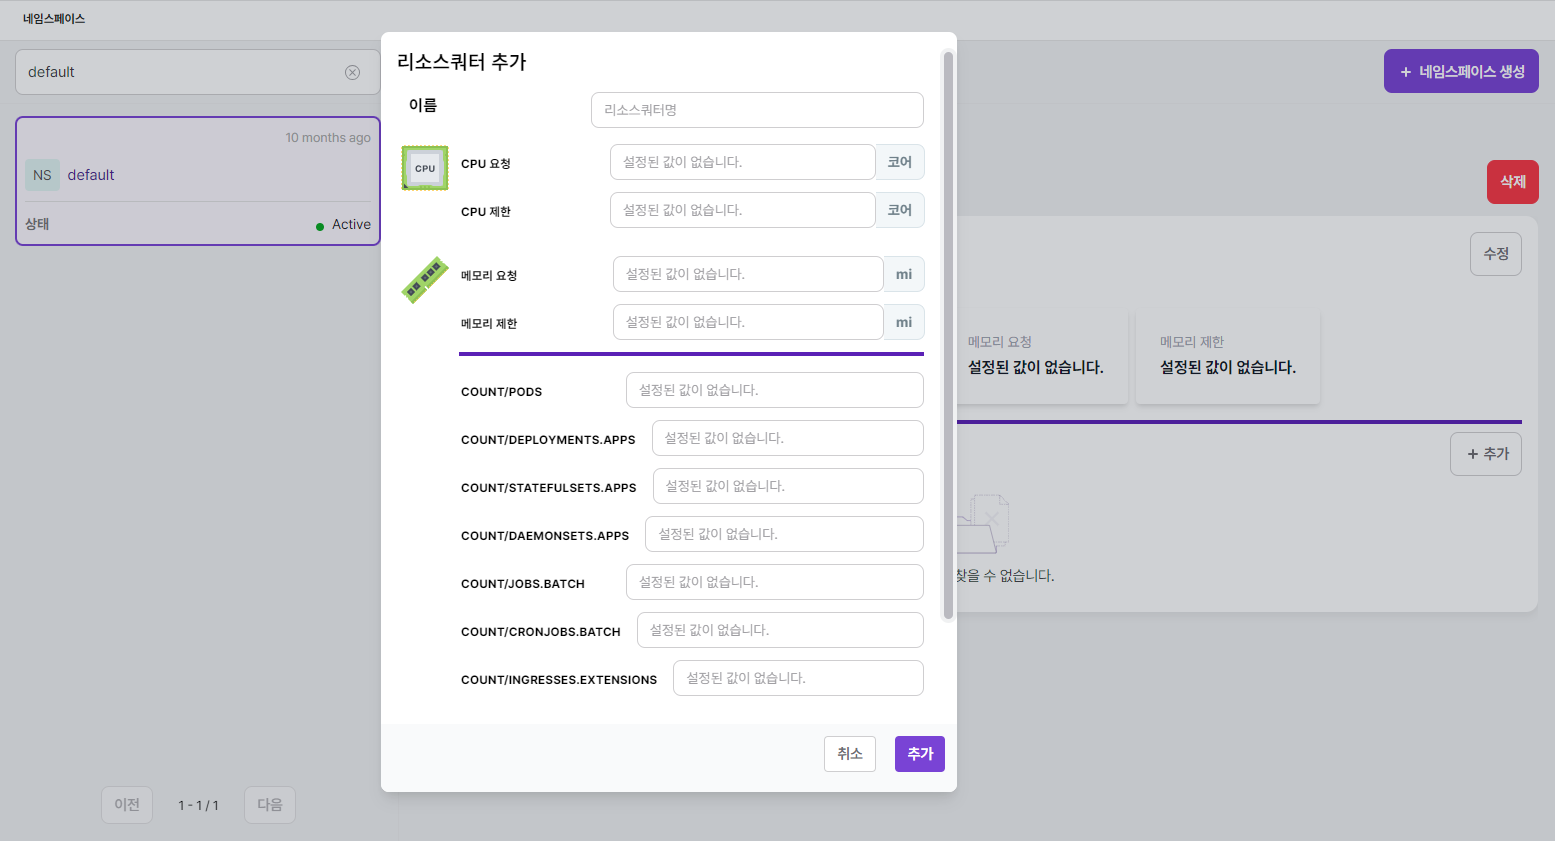 네임스페이스
default
+ 네임스페이스 생성
10 months ago
NS default
상태 Active
이전 1 - 1 / 1 다음
리소스쿼터 추가
이름 리소스쿼터명
CPU
CPU 요청 설정된 값이 없습니다. 코어
CPU 제한 설정된 값이 없습니다. 코어
메모리 요청 설정된 값이 없습니다. mi
메모리 제한 설정된 값이 없습니다. mi
COUNT/PODS 설정된 값이 없습니다.
COUNT/DEPLOYMENTS.APPS 설정된 값이 없습니다.
COUNT/STATEFULSETS.APPS 설정된 값이 없습니다.
COUNT/DAEMONSETS.APPS 설정된 값이 없습니다.
COUNT/JOBS.BATCH 설정된 값이 없습니다.
COUNT/CRONJOBS.BATCH 설정된 값이 없습니다.
COUNT/INGRESSES.EXTENSIONS 설정된 값이 없습니다.
취소 추가
삭제
수정
메모리 요청
설정된 값이 없습니다.
메모리 제한
설정된 값이 없습니다.
+ 추가
찾을 수 없습니다.